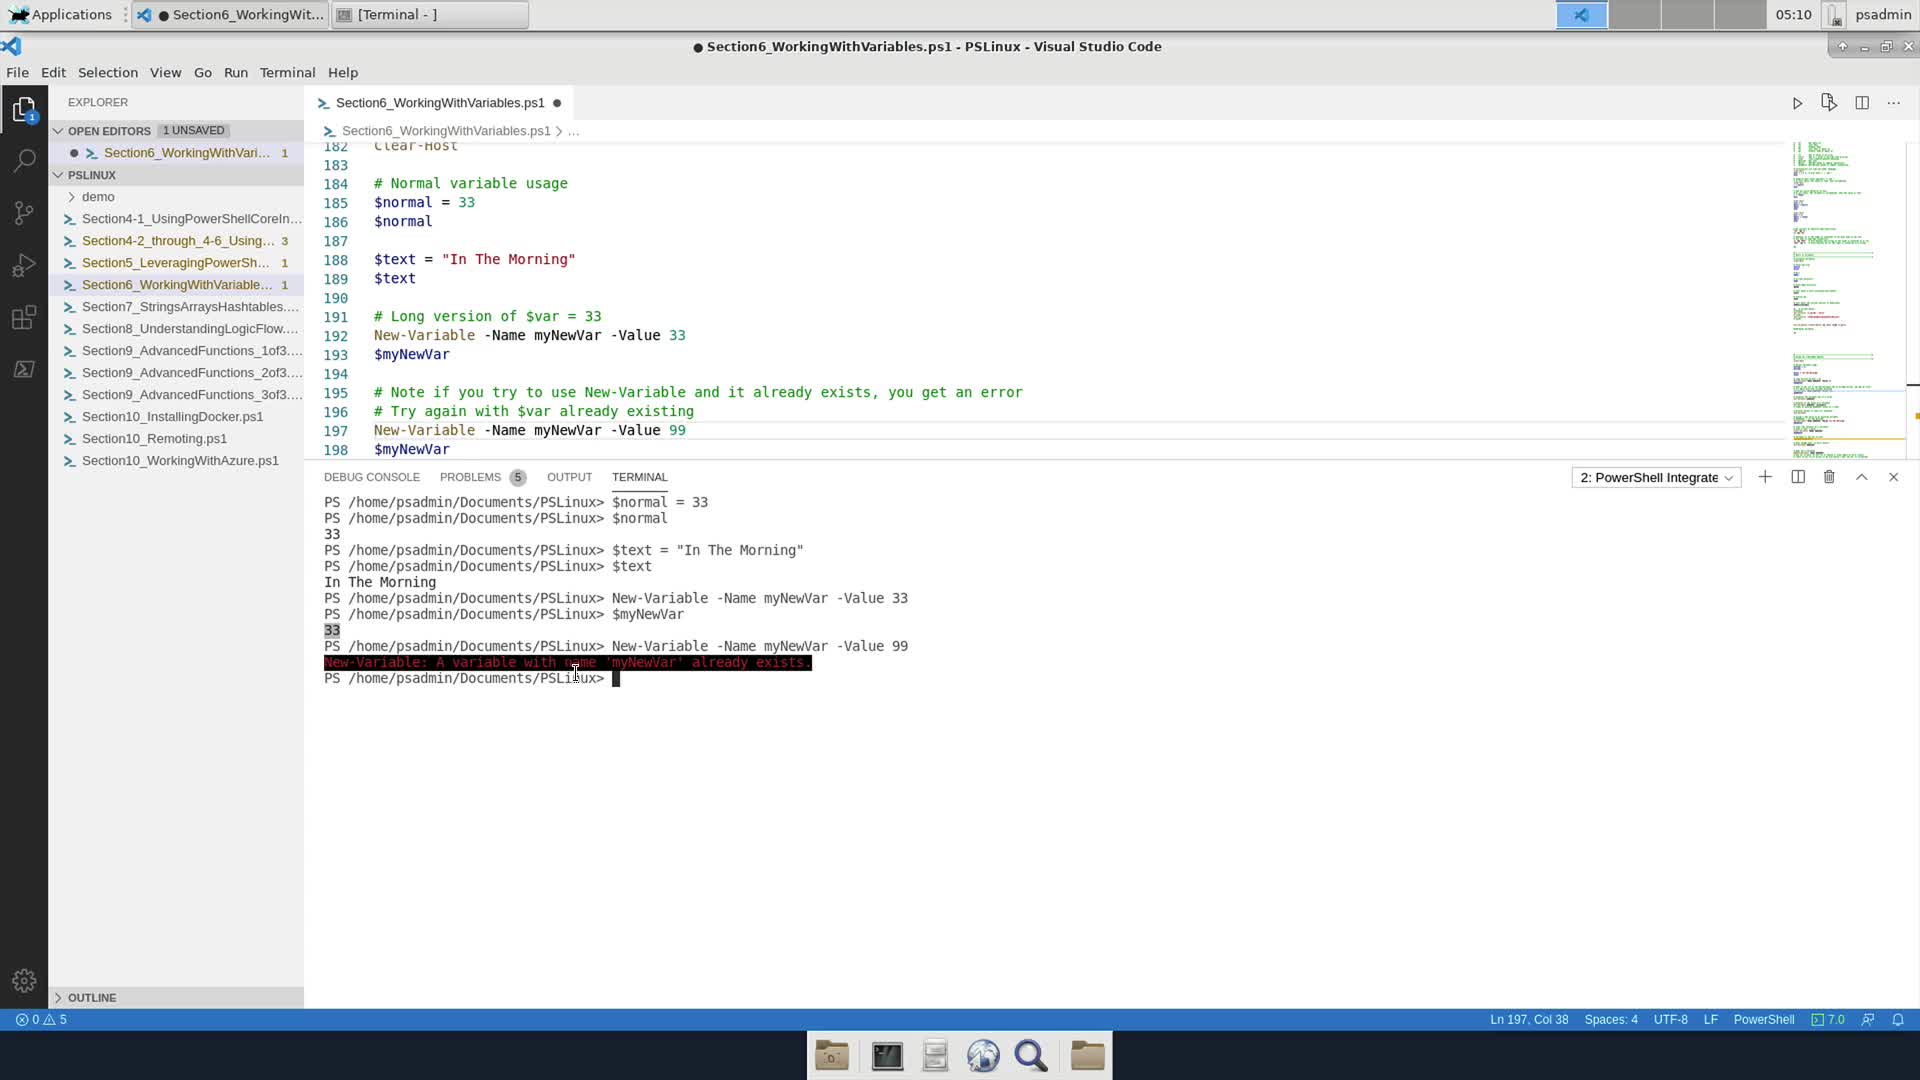 Applications
● Section6_WorkingWit...
[Terminal - ]
05:10
psadmin
● Section6_WorkingWithVariables.ps1 - PSLinux - Visual Studio Code
File Edit Selection View Go Run Terminal Help
EXPLORER
OPEN EDITORS 1 UNSAVED
● Section6_WorkingWithVari... 1
PSLINUX
demo
Section4-1_UsingPowerShellCoreIn...
Section4-2_through_4-6_Using... 3
Section5_LeveragingPowerSh... 1
Section6_WorkingWithVariable... 1
Section7_StringsArraysHashtables....
Section8_UnderstandingLogicFlow....
Section9_AdvancedFunctions_1of3....
Section9_AdvancedFunctions_2of3....
Section9_AdvancedFunctions_3of3....
Section10_InstallingDocker.ps1
Section10_Remoting.ps1
Section10_WorkingWithAzure.ps1
OUTLINE
1
Section6_WorkingWithVariables.ps1 ●
Section6_WorkingWithVariables.ps1 > ...
182 Clear-Host
183
184 # Normal variable usage
185 $normal = 33
186 $normal
187
188 $text = "In The Morning"
189 $text
190
191 # Long version of $var = 33
192 New-Variable -Name myNewVar -Value 33
193 $myNewVar
194
195 # Note if you try to use New-Variable and it already exists, you get an error
196 # Try again with $var already existing
197 New-Variable -Name myNewVar -Value 99
198 $myNewVar
DEBUG CONSOLE PROBLEMS 5 OUTPUT TERMINAL
2: PowerShell Integrate
PS /home/psadmin/Documents/PSLinux> $normal = 33
PS /home/psadmin/Documents/PSLinux> $normal
33
PS /home/psadmin/Documents/PSLinux> $text = "In The Morning"
PS /home/psadmin/Documents/PSLinux> $text
In The Morning
PS /home/psadmin/Documents/PSLinux> New-Variable -Name myNewVar -Value 33
PS /home/psadmin/Documents/PSLinux> $myNewVar
33
PS /home/psadmin/Documents/PSLinux> New-Variable -Name myNewVar -Value 99
New-Variable: A variable with name 'myNewVar' already exists.
PS /home/psadmin/Documents/PSLinux>
0 5
Ln 197, Col 38 Spaces: 4 UTF-8 LF PowerShell 7.0